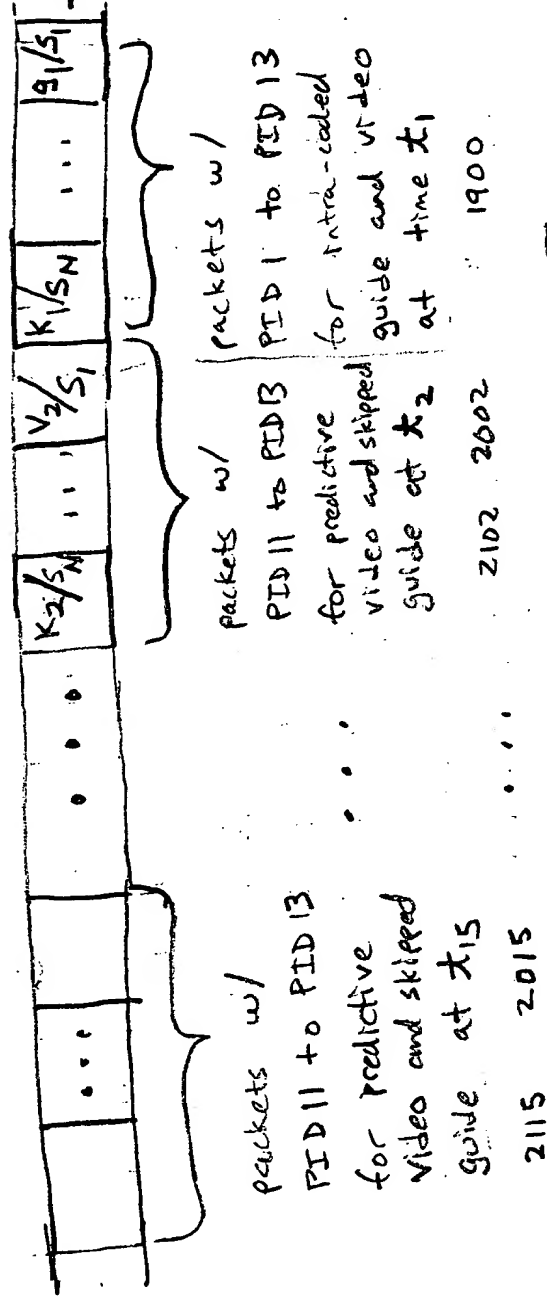 ... ... K2/SN ... V2/S1 K1/SN ... g1/S1
packets w/
PID 11 to PID 13
for predictive
video and skipped
guide at t15
2115 2015
...
....
packets w/
PID 11 to PID 13
for predictive
video and skipped
guide at t2
2102 2002
packets w/
PID 1 to PID 13
for intra-coded
guide and video
at time t1
1900